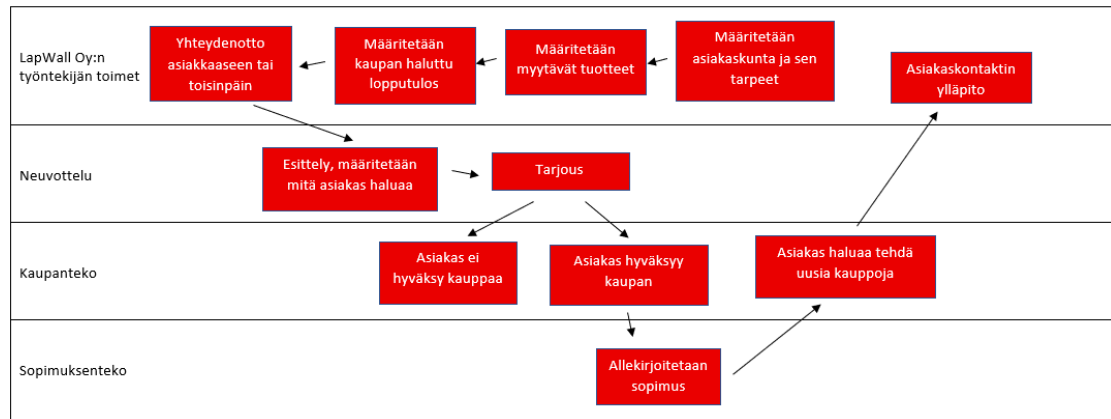 LapWall Oy:n
työntekijän toimet
Yhteydenotto
asiakkaaseen tai
toisinpäin
Määritetään
kaupan haluttu
lopputulos
Määritetään
myytävät tuotteet
Määritetään
asiakaskunta ja sen
tarpeet
Asiakaskontaktin
ylläpito
Neuvottelu
Esittely, määritetään
mitä asiakas haluaa
Tarjous
Kaupanteko
Asiakas ei
hyväksy kauppaa
Asiakas hyväksyy
kaupan
Asiakas haluaa tehdä
uusia kauppoja
Sopimuksenteko
Allekirjoitetaan
sopimus